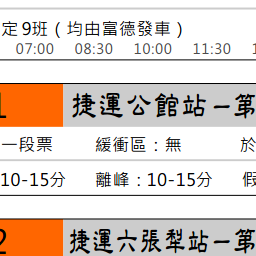 定9班（均由富德發車）
07:00 08:30 10:00 11:30
1 捷運公館站－第
一段票 緩衝區：無 於
10-15分 離峰：10-15分 假
2 捷運六張犁站－第